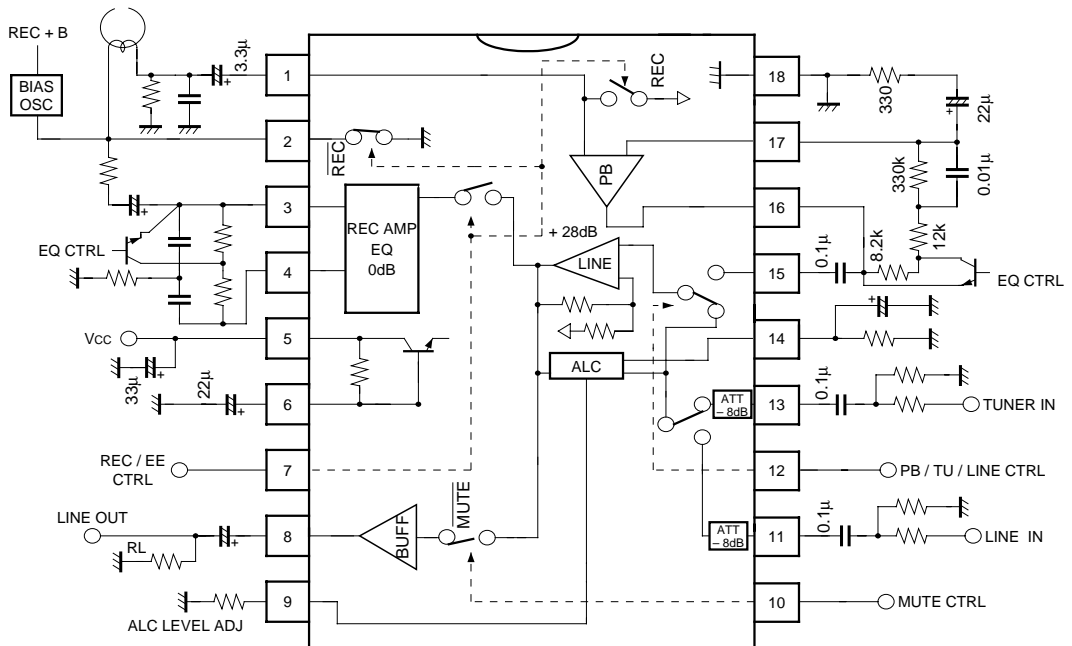 REC + B
BIAS
OSC
3.3µ
1
2
3
4
5
6
7
8
9
18
17
16
15
14
13
12
11
10
REC
REC
PB
REC AMP
EQ
0dB
+ 28dB
LINE
ALC
ATT
– 8dB
ATT
– 8dB
MUTE
BUFF
EQ CTRL
VCC
33µ
22µ
REC / EE
CTRL
LINE OUT
RL
ALC LEVEL ADJ
330
22µ
330k
0.01µ
12k
8.2k
0.1µ
EQ CTRL
+
+
+
+
+
+
+
0.1µ
TUNER IN
PB / TU / LINE CTRL
0.1µ
LINE IN
MUTE CTRL